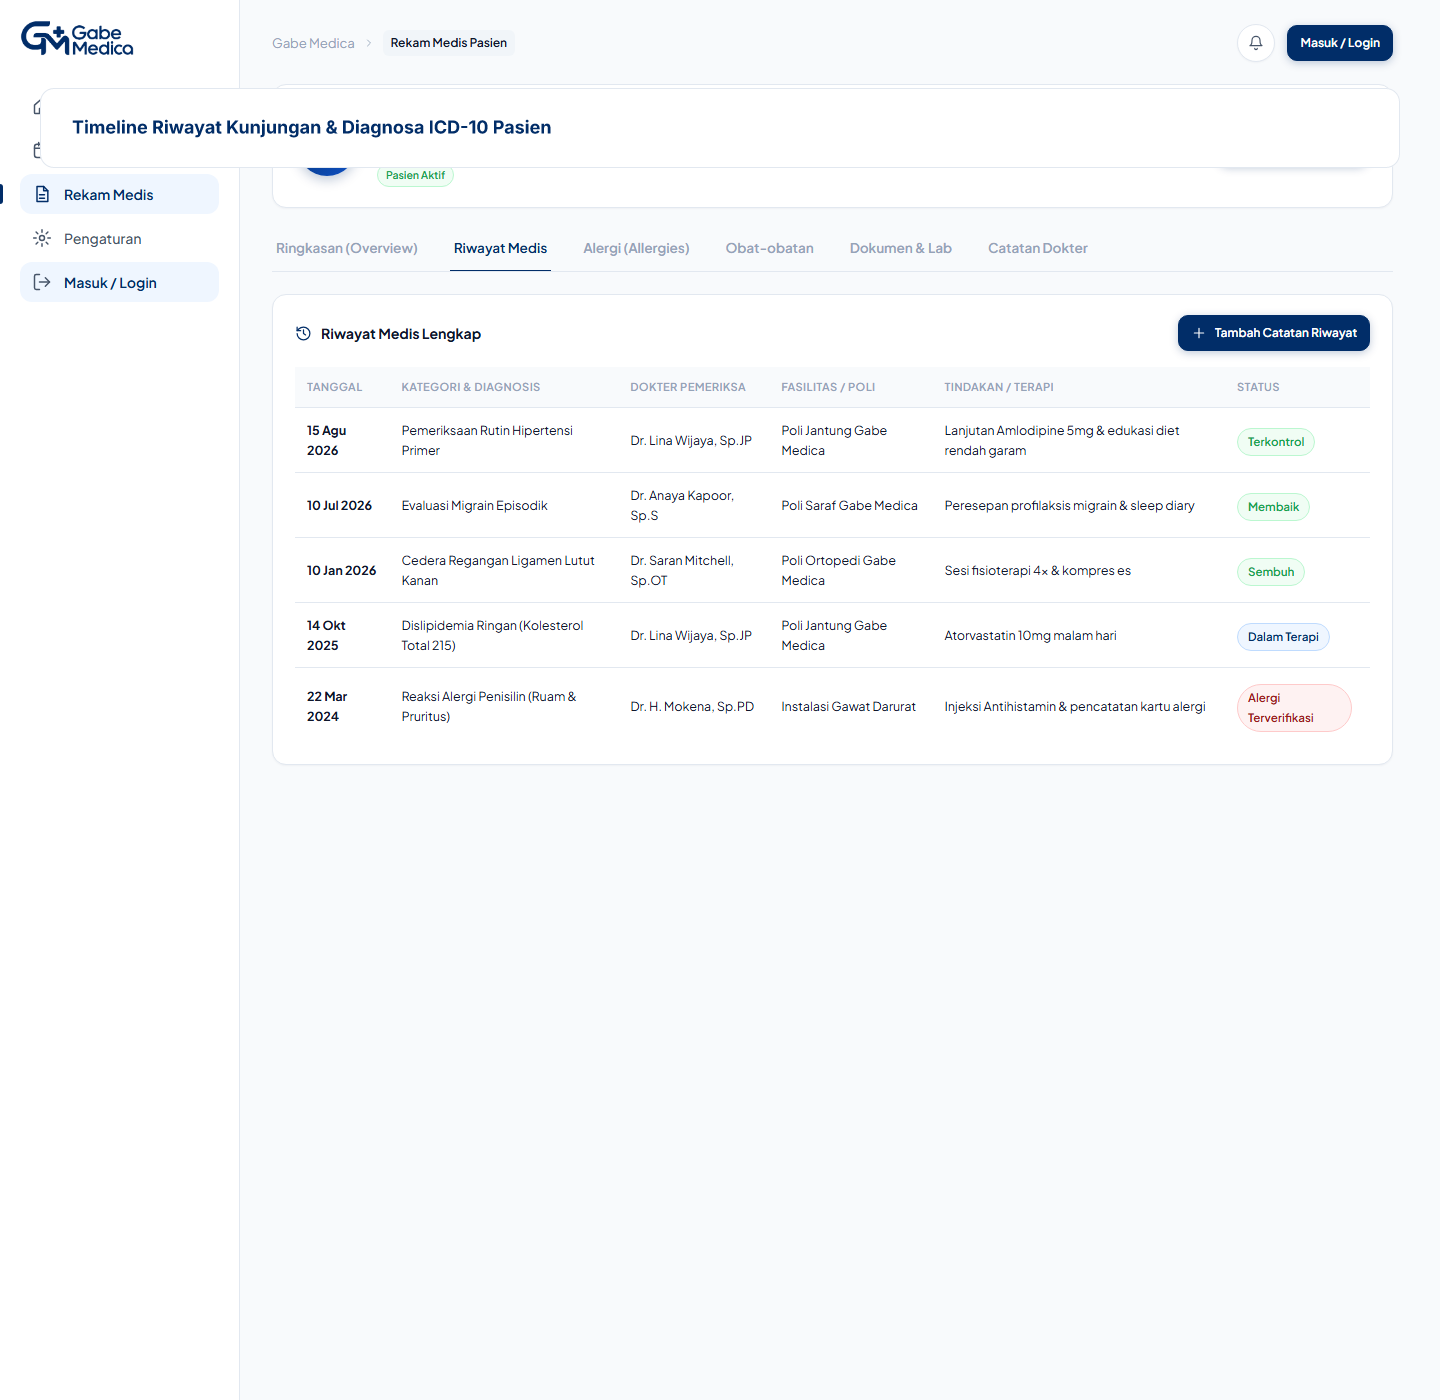 Gabe
Medica
Gabe Medica > Rekam Medis Pasien
Masuk / Login
Timeline Riwayat Kunjungan & Diagnosa ICD-10 Pasien
Pasien Aktif
Rekam Medis
Pengaturan
Masuk / Login
Ringkasan (Overview) Riwayat Medis Alergi (Allergies) Obat-obatan Dokumen & Lab Catatan Dokter
Riwayat Medis Lengkap
+ Tambah Catatan Riwayat
TANGGAL KATEGORI & DIAGNOSIS DOKTER PEMERIKSA FASILITAS / POLI TINDAKAN / TERAPI STATUS
15 Agu
2026
Pemeriksaan Rutin Hipertensi
Primer
Dr. Lina Wijaya, Sp.JP
Poli Jantung Gabe
Medica
Lanjutan Amlodipine 5mg & edukasi diet
rendah garam
Terkontrol
10 Jul 2026
Evaluasi Migrain Episodik
Dr. Anaya Kapoor,
Sp.S
Poli Saraf Gabe Medica
Peresepan profilaksis migrain & sleep diary
Membaik
10 Jan 2026
Cedera Regangan Ligamen Lutut
Kanan
Dr. Saran Mitchell,
Sp.OT
Poli Ortopedi Gabe
Medica
Sesi fisioterapi 4x & kompres es
Sembuh
14 Okt
2025
Dislipidemia Ringan (Kolesterol
Total 215)
Dr. Lina Wijaya, Sp.JP
Poli Jantung Gabe
Medica
Atorvastatin 10mg malam hari
Dalam Terapi
22 Mar
2024
Reaksi Alergi Penisilin (Ruam &
Pruritus)
Dr. H. Mokena, Sp.PD
Instalasi Gawat Darurat
Injeksi Antihistamin & pencatatan kartu alergi
Alergi
Terverifikasi